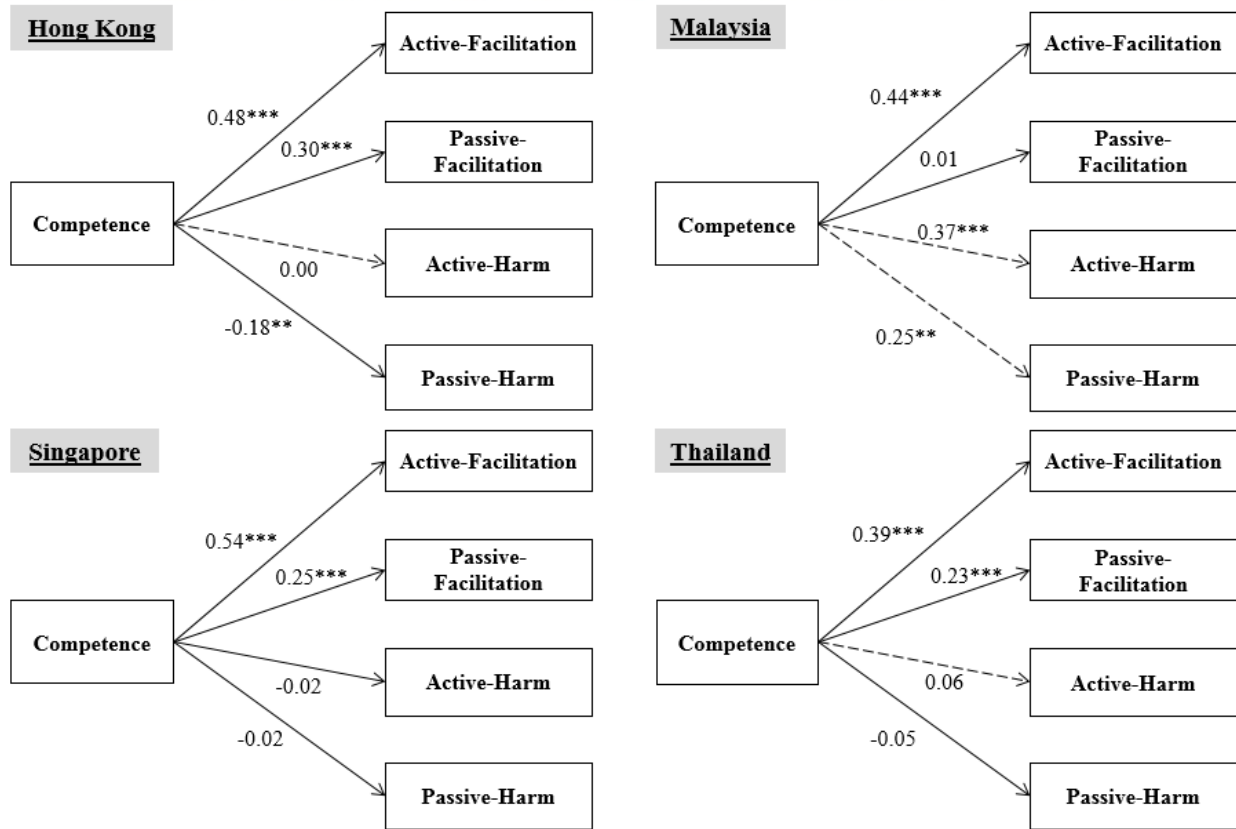 Hong Kong
Active-Facilitation
0.48***
0.30***
Passive-
Facilitation
Competence
Active-Harm
0.00
-0.18**
Passive-Harm
Malaysia
Active-Facilitation
0.44***
Passive-
Facilitation
0.01
Competence
0.37***
Active-Harm
0.25**
Passive-Harm
Singapore
Active-Facilitation
0.54***
0.25***
Passive-
Facilitation
Competence
-0.02
Active-Harm
-0.02
Passive-Harm
Thailand
Active-Facilitation
0.39***
0.23***
Passive-
Facilitation
Competence
0.06
Active-Harm
-0.05
Passive-Harm